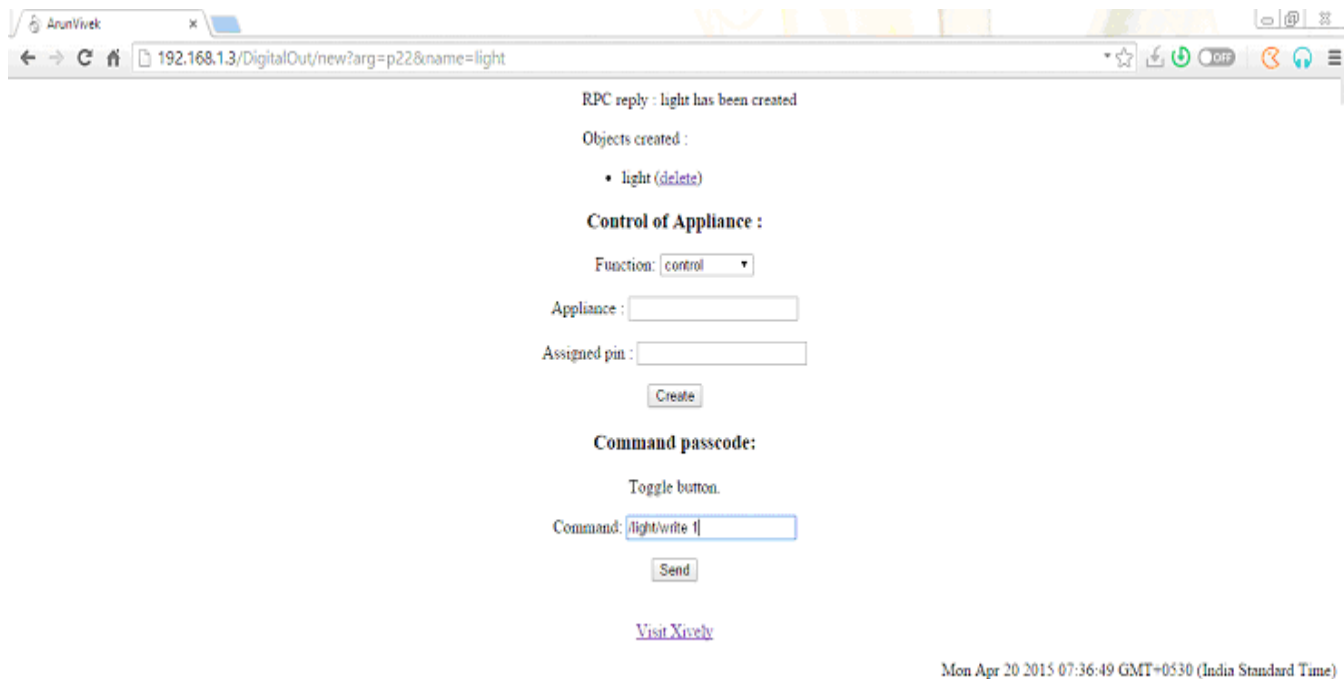 ArunVivek
192.168.1.3/DigitalOut/new?arg=p22&name=light
OFF
RPC reply : light has been created
Objects created :
• light (delete)
Control of Appliance :
Function: control
Appliance :
Assigned pin :
Create
Command passcode:
Toggle button.
Command: /light/write 1
Send
Visit Xively
Mon Apr 20 2015 07:36:49 GMT+0530 (India Standard Time)